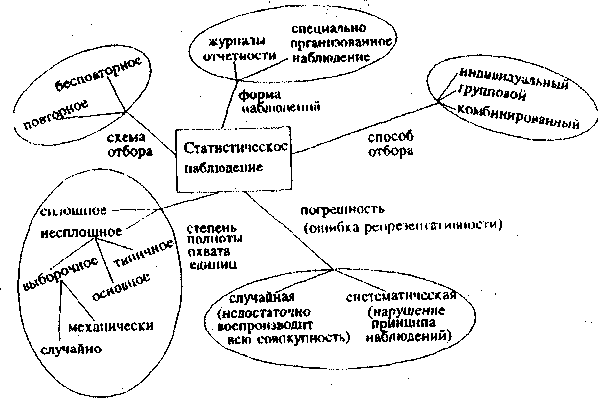 журналы
отчетности
специально
организованное
наблюдение
бесповторное
повторное
индивидуальный
групповой
комбинированный
форма
наблюдений
схема
отбора
Статистическое
наблюдение
способ
отбора
сплошное
несплошное
выборочное
типичное
основное
механически
случайно
степень
полноты
охвата
единиц
погрешность
(ошибка репрезентативности)
случайная
(недостаточно
воспроизводит
всю совокупность)
систематическая
(нарушение
принципа
наблюдений)